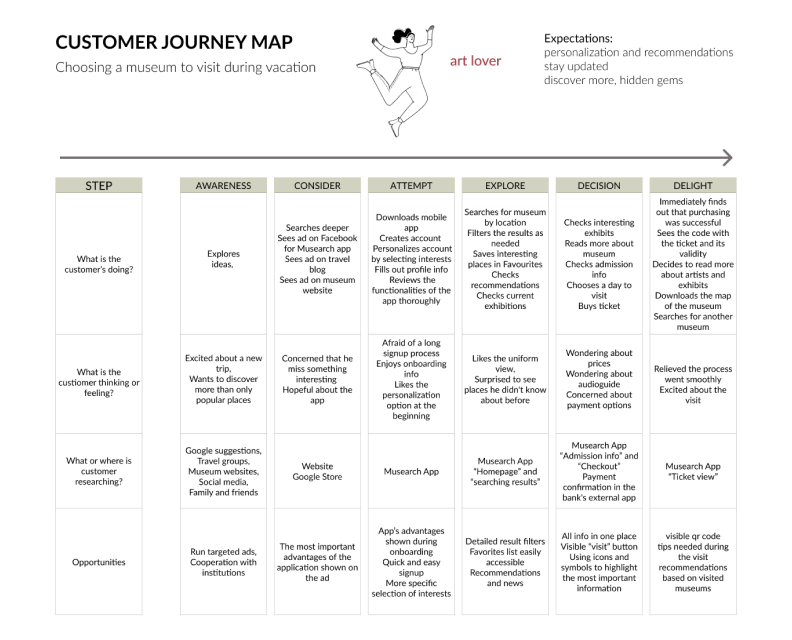 CUSTOMER JOURNEY MAP
Choosing a museum to visit during vacation
art lover
Expectations:
personalization and recommendations
stay updated
discover more, hidden gems
STEP
AWARENESS
CONSIDER
ATTEMPT
EXPLORE
DECISION
DELIGHT
What is the
customer's doing?
Explores
ideas,
Searches deeper
Sees ad on Facebook
for Musearch app
Sees ad on travel
blog
Sees ad on museum
website
Downloads mobile
app
Creates account
Personalizes account
by selecting interests
Fills out profile info
Reviews the
functionalities of the
app thoroughly
Searches for museum
by location
Filters the results as
needed
Saves interesting
places in Favourites
Checks
recommendations
Checks current
exhibitions
Checks interesting
exhibits
Reads more about
museum
Checks admission
info
Chooses a day to
visit
Buys ticket
Immediately finds
out that purchasing
was successful
Sees the code with
the ticket and its
validity
Decides to read more
about artists and
exhibits
Downloads the map
of the museum
Searches for another
museum
What is the
customer thinking or
feeling?
Excited about a new
trip,
Wants to discover
more than only
popular places
Concerned that he
miss something
interesting
Hopeful about the
app
Afraid of a long
signup process
Enjoys onboarding
info
Likes the
personalization
option at the
beginning
Likes the uniform
view,
Surprised to see
places he didn't know
about before
Wondering about
prices
Wondering about
audioguide
Concerned about
payment options
Relieved the process
went smoothly
Excited about the
visit
What or where is
customer
researching?
Google suggestions,
Travel groups,
Museum websites,
Social media,
Family and friends
Website
Google Store
Musearch App
Musearch App
"Homepage" and
"searching results"
Musearch App
"Admission info" and
"Checkout"
Payment
confirmation in the
bank's external app
Musearch App
"Ticket view"
Opportunities
Run targeted ads,
Cooperation with
institutions
The most important
advantages of the
application shown on
the ad
App's advantages
shown during
onboarding
Quick and easy
signup
More specific
selection of interests
Detailed result filters
Favorites list easily
accessible
Recommendations
and news
All info in one place
Visible "visit" button
Using icons and
symbols to highlight
the most important
information
visible qr code
tips needed during
the visit
recommendations
based on visited
museums